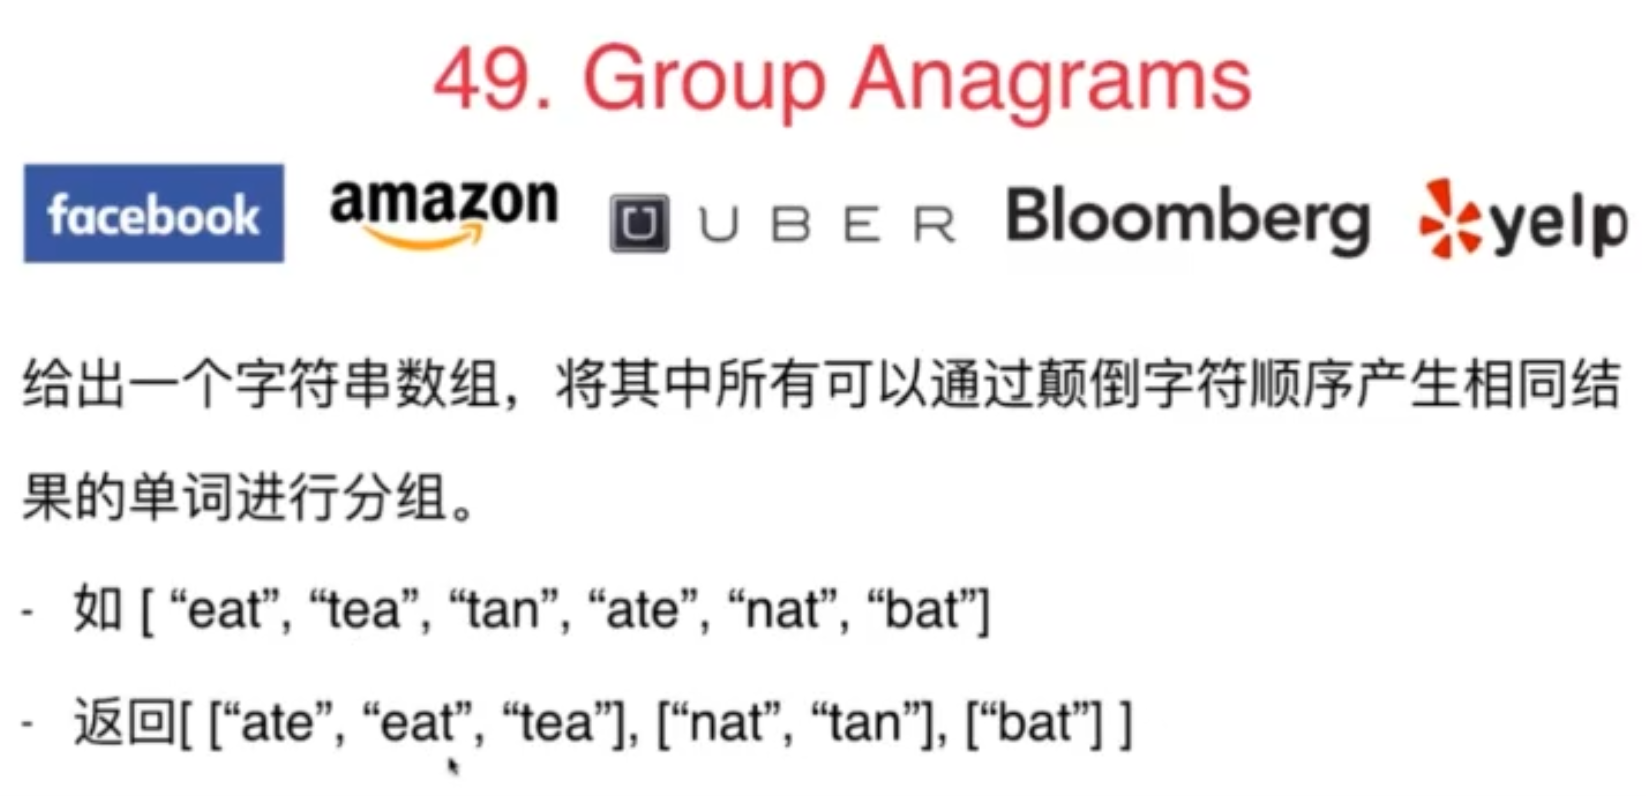 49. Group Anagrams
facebook amazon UBER Bloomberg yelp
给出一个字符串数组，将其中所有可以通过颠倒字符顺序产生相同结
果的单词进行分组。
- 如 [ “eat”, “tea”, “tan”, “ate”, “nat”, “bat”]
- 返回[ [“ate”, “eat”, “tea”], [“nat”, “tan”], [“bat”] ]